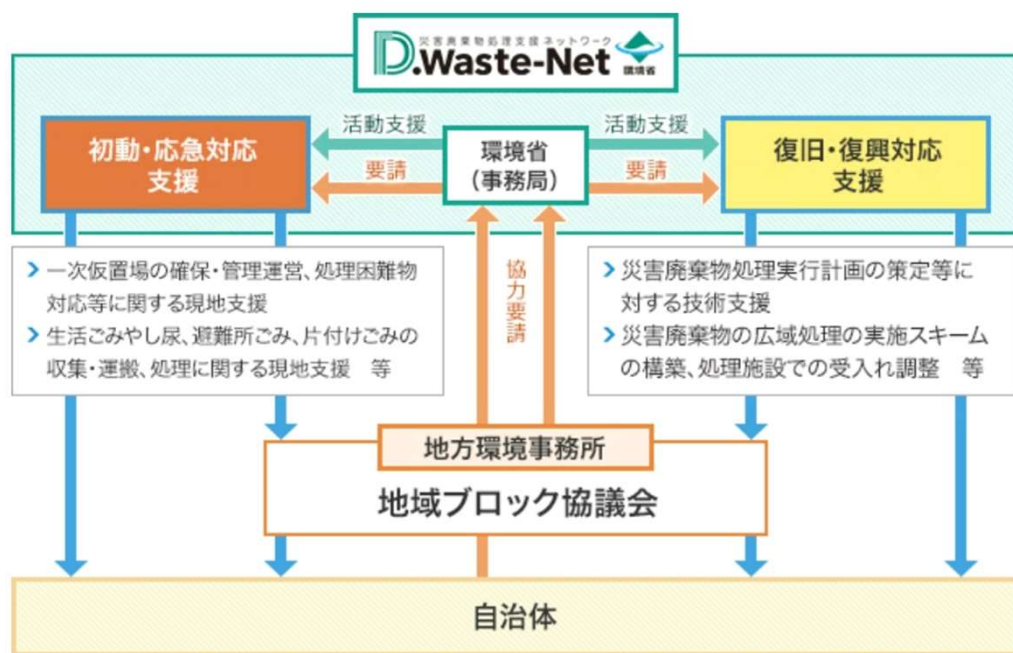 災害廃棄物処理支援ネットワーク
D.Waste-Net
環境省
初動・応急対応
支援
活動支援
要請
環境省
（事務局）
活動支援
要請
復旧・復興対応
支援
一次仮置場の確保・管理運営、処理困難物
対応等に関する現地支援
生活ごみやし尿、避難所ごみ、片付けごみの
収集・運搬、処理に関する現地支援　等
協力要請
災害廃棄物処理実行計画の策定等に
対する技術支援
災害廃棄物の広域処理の実施スキーム
の構築、処理施設での受入れ調整　等
地方環境事務所
地域ブロック協議会
自治体